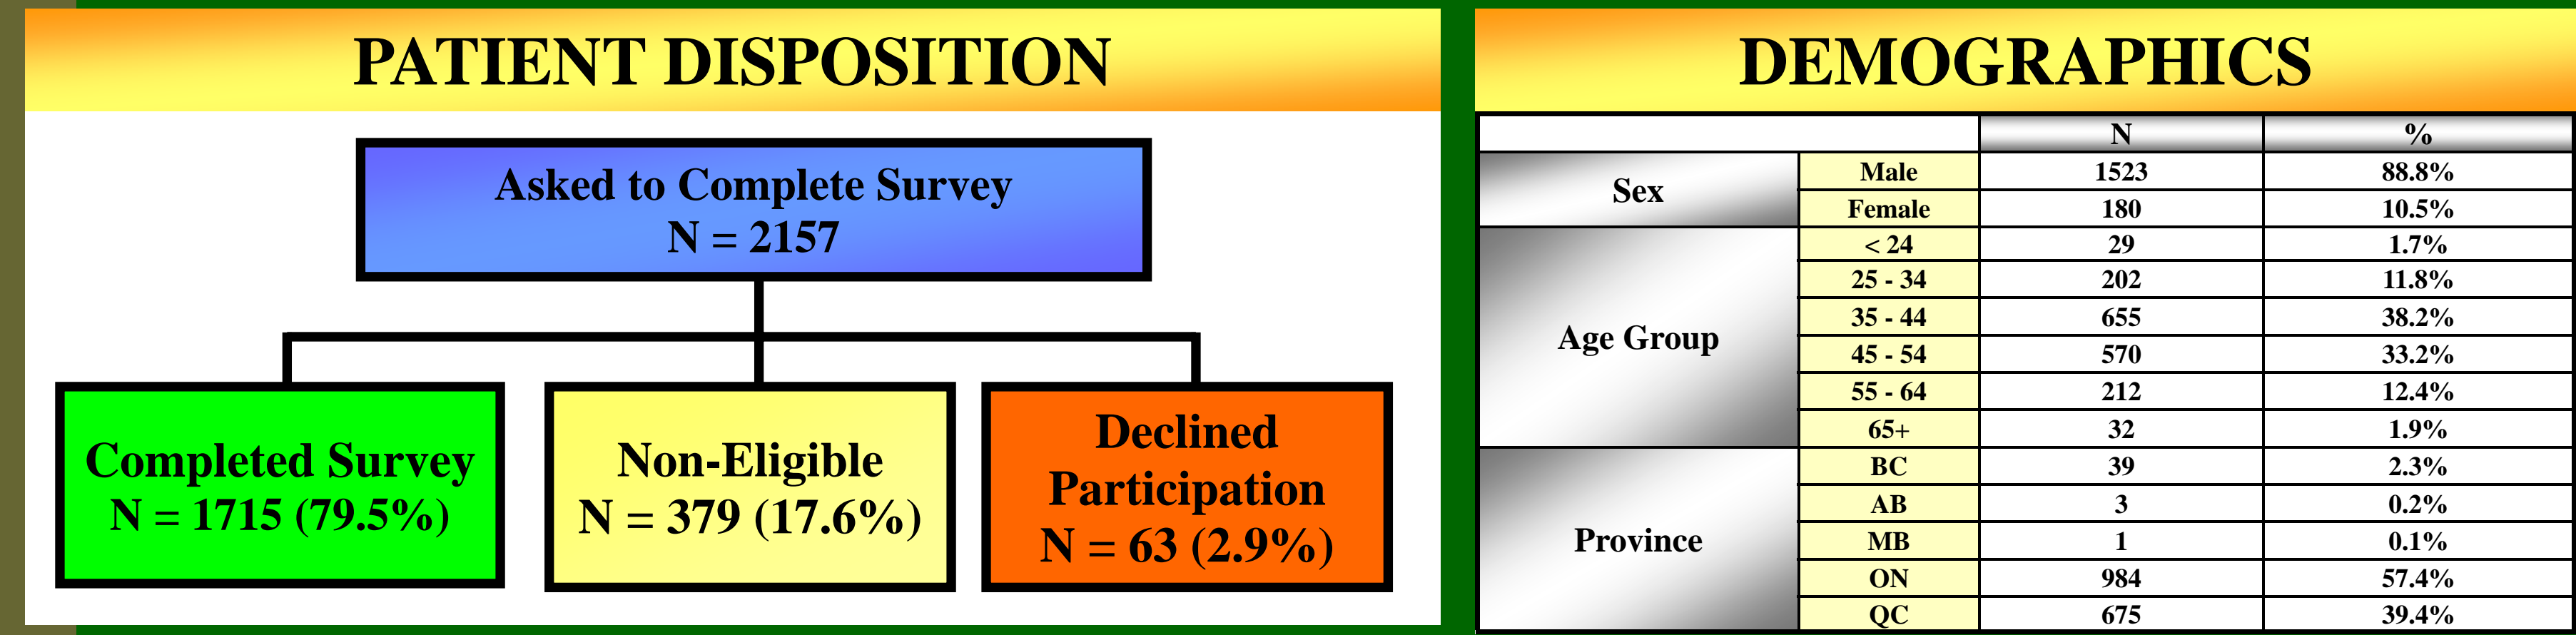 PATIENT DISPOSITION
Asked to Complete Survey
N = 2157
Completed Survey
N = 1715 (79.5%)
Non-Eligible
N = 379 (17.6%)
Declined
Participation
N = 63 (2.9%)
DEMOGRAPHICS
N %
Sex
Male 1523 88.8%
Female 180 10.5%
Age Group
< 24 29 1.7%
25 - 34 202 11.8%
35 - 44 655 38.2%
45 - 54 570 33.2%
55 - 64 212 12.4%
65+ 32 1.9%
Province
BC 39 2.3%
AB 3 0.2%
MB 1 0.1%
ON 984 57.4%
QC 675 39.4%